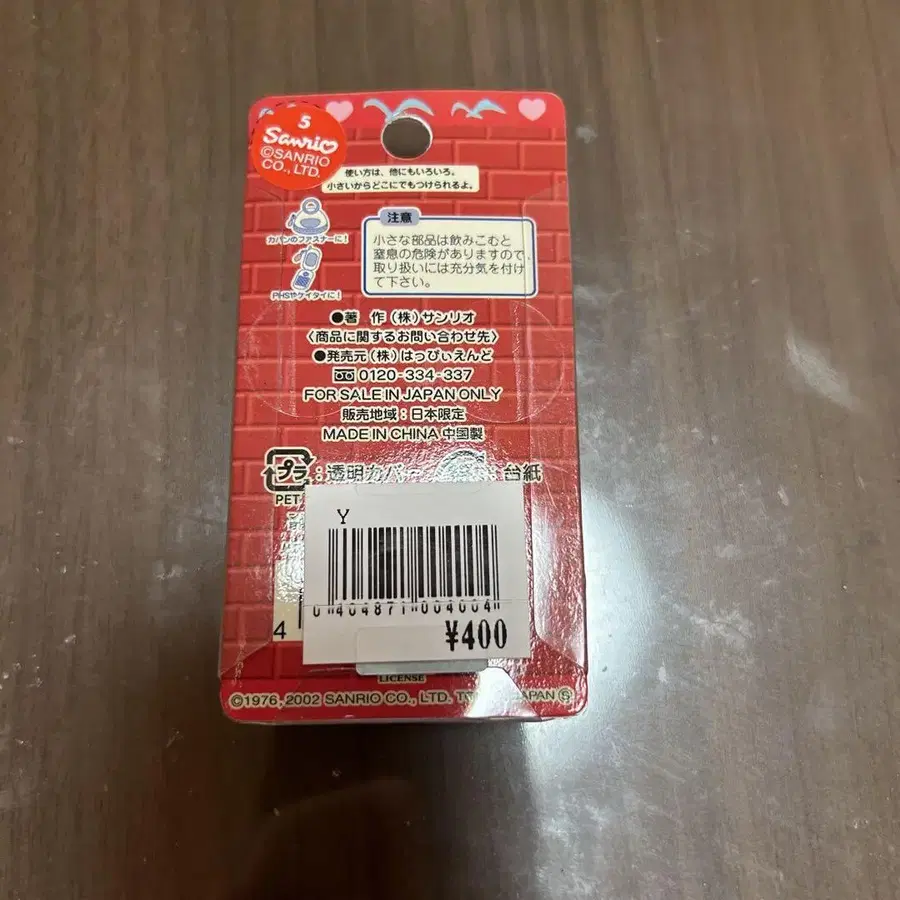 5
Sanrio
©SANRIO
CO., LTD.
使い方は、他にもいろいろ。
小さいからどこにでもつけられるよ。
カバンのファスナーに!
PHSやケイタイに!
注意
小さな部品は飲みこむと
窒息の危険がありますので、
取り扱いには充分気を付け
て下さい。
●著 作(株)サンリオ
〈商品に関するお問い合わせ先〉
●発売元(株)はっぴぃえんど
0120-334-337
FOR SALE IN JAPAN ONLY
販売地域:日本限定
MADE IN CHINA 中国製
プラ:透明カバー
台紙
PET
Y
0 404871 004004
¥400
4
LICENSE
©1976, 2002 SANRIO CO., LTD. JAPAN Ⓢ